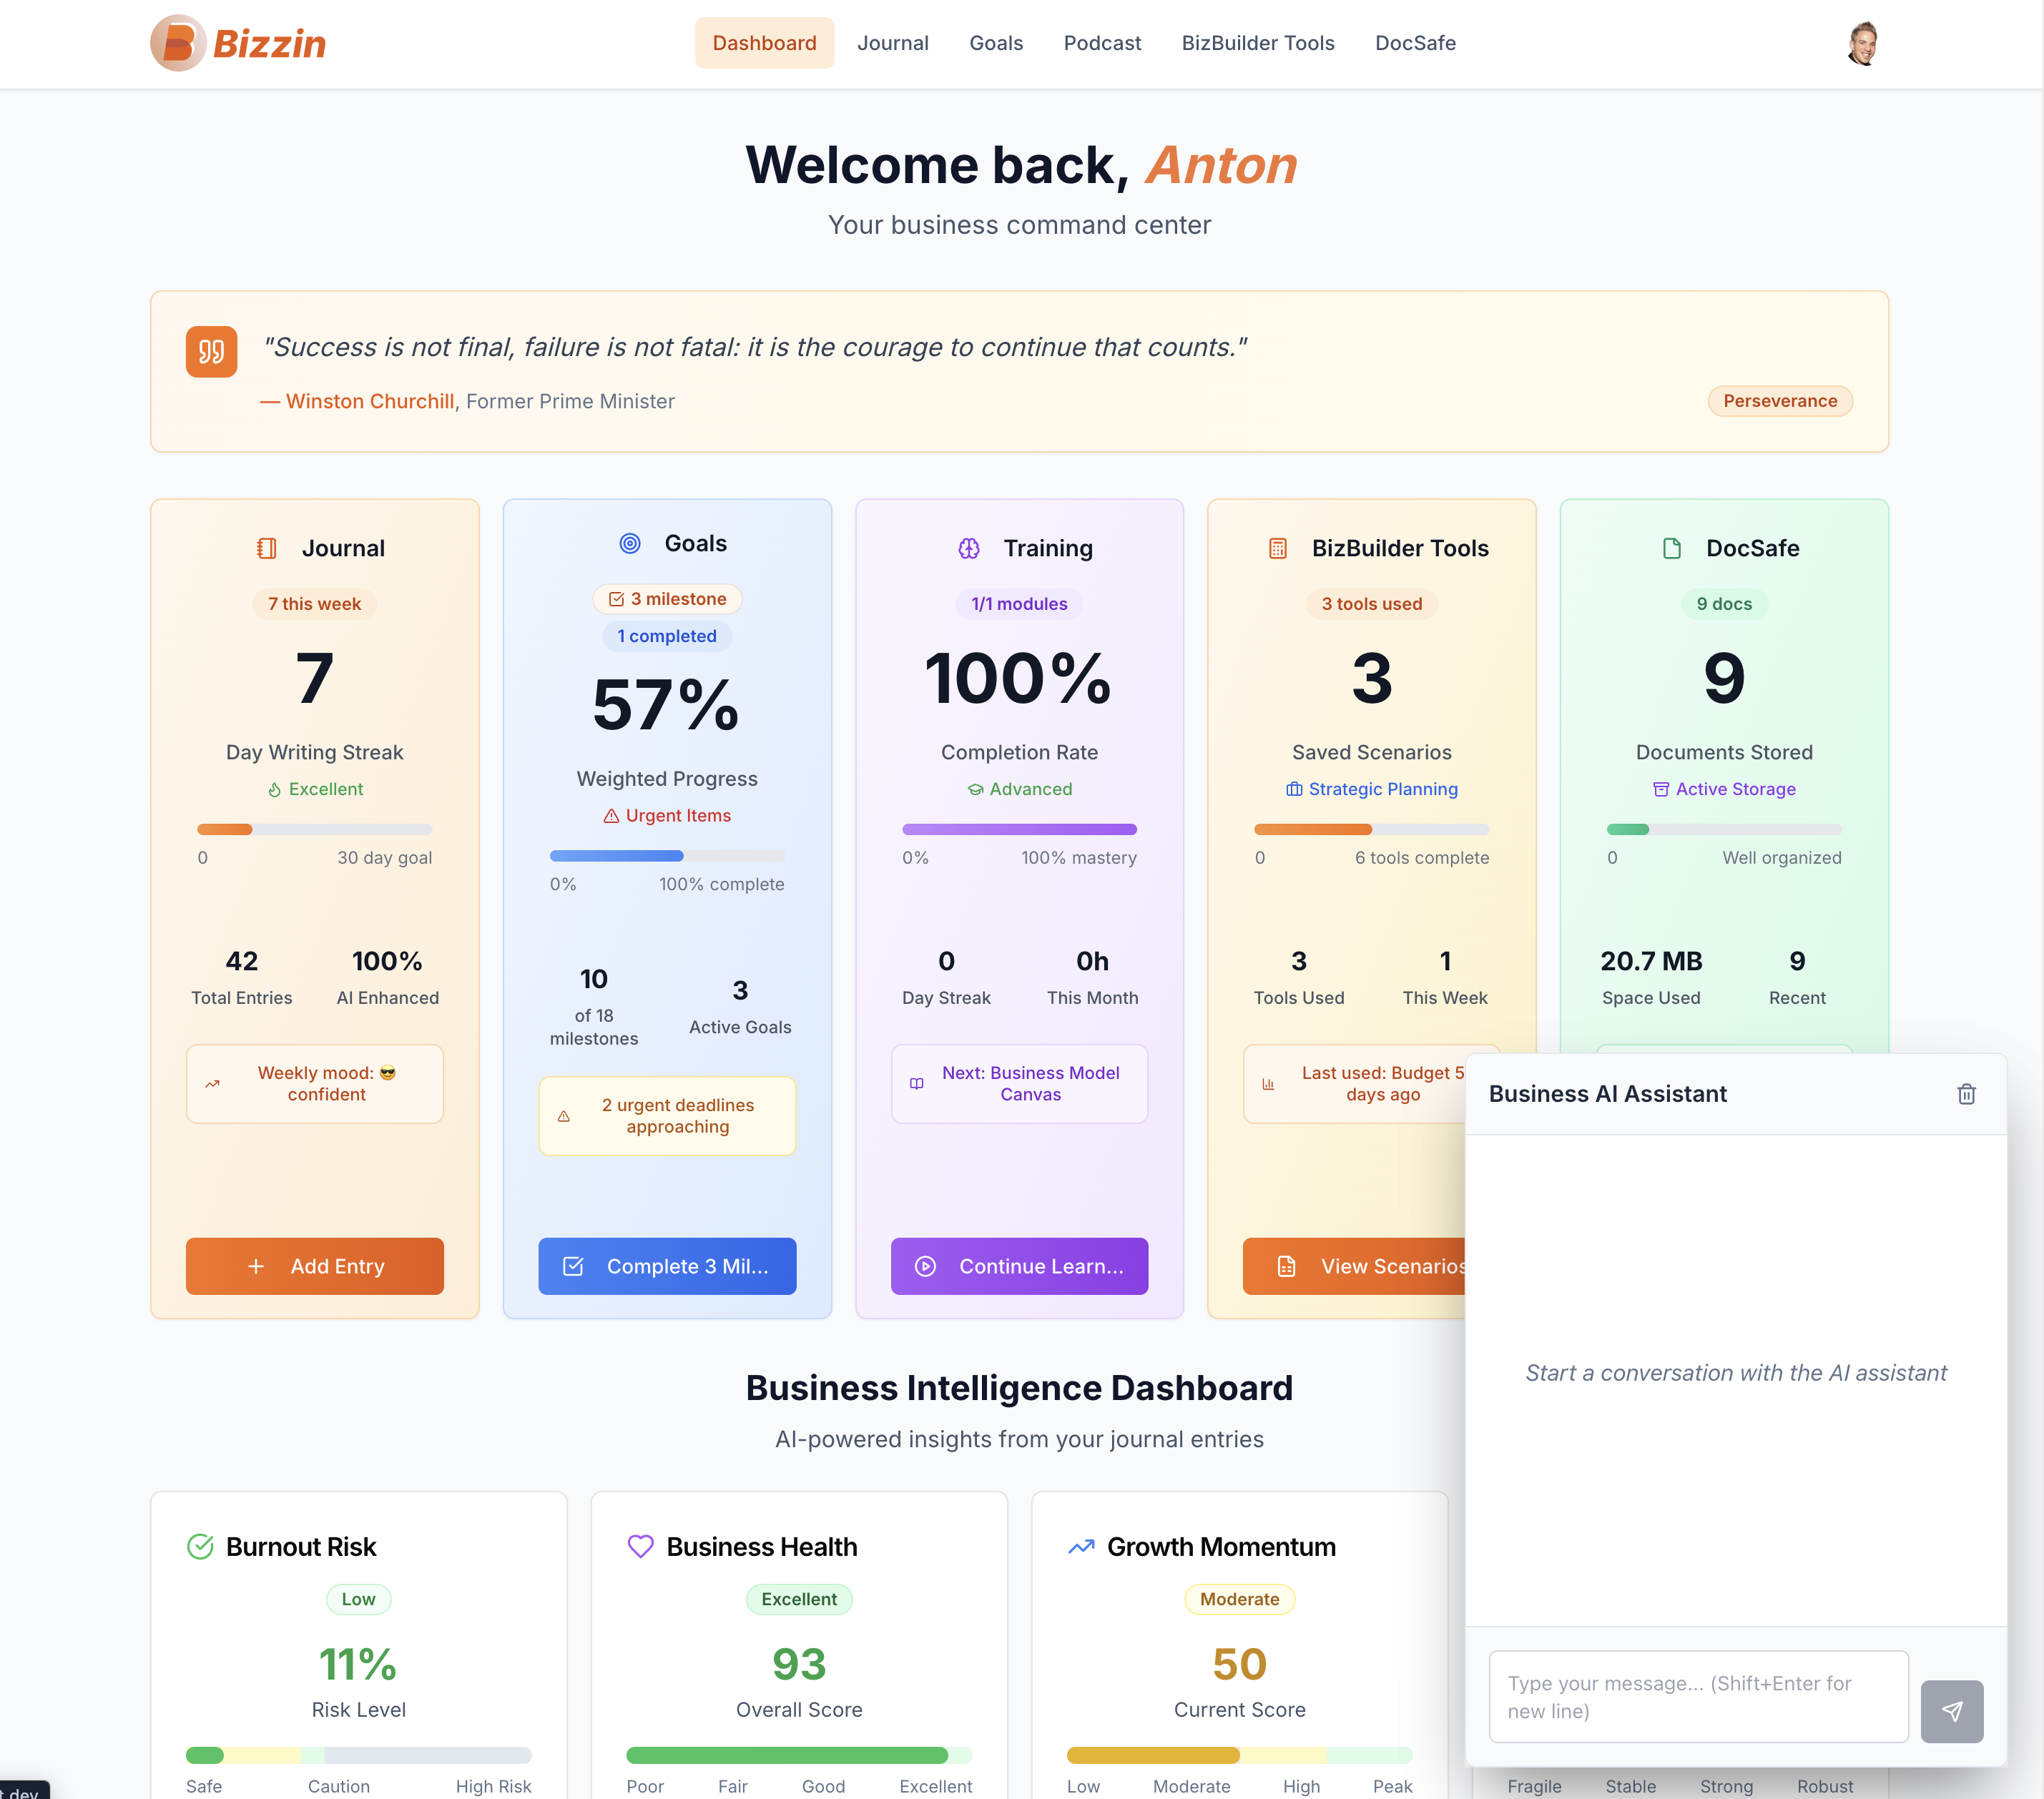 Bizzin
Dashboard
Journal
Goals
Podcast
BizBuilder Tools
DocSafe
Welcome back, Anton
Your business command center
"Success is not final, failure is not fatal: it is the courage to continue that counts."
— Winston Churchill, Former Prime Minister
Perseverance
Journal
7 this week
7
Day Writing Streak
Excellent
0
30 day goal
42
Total Entries
100%
AI Enhanced
Weekly mood: 😎
confident
Add Entry
Goals
3 milestone
1 completed
57%
Weighted Progress
Urgent Items
0%
100% complete
10
of 18
milestones
3
Active Goals
2 urgent deadlines
approaching
Complete 3 Mil...
Training
1/1 modules
100%
Completion Rate
Advanced
0%
100% mastery
0
Day Streak
0h
This Month
Next: Business Model
Canvas
Continue Learn...
BizBuilder Tools
3 tools used
3
Saved Scenarios
Strategic Planning
0
6 tools complete
3
Tools Used
1
This Week
Last used: Budget 5
days ago
View Scenarios
DocSafe
9 docs
9
Documents Stored
Active Storage
0
Well organized
20.7 MB
Space Used
9
Recent
Business AI Assistant
Start a conversation with the AI assistant
Type your message... (Shift+Enter for
new line)
Business Intelligence Dashboard
AI-powered insights from your journal entries
Burnout Risk
Low
11%
Risk Level
Safe
Caution
High Risk
Business Health
Excellent
93
Overall Score
Poor
Fair
Good
Excellent
Growth Momentum
Moderate
50
Current Score
Low
Moderate
High
Peak
Fragile
Stable
Strong
Robust